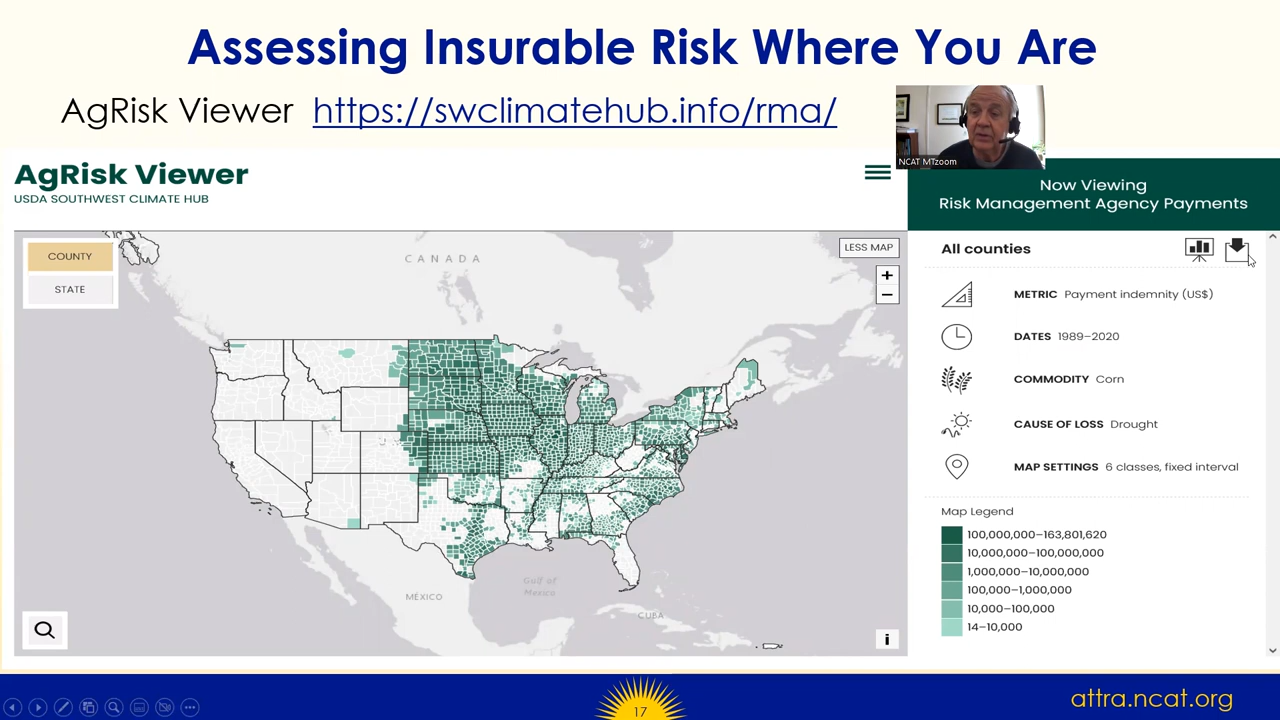 Assessing Insurable Risk Where You Are
AgRisk Viewer https://swclimatehub.info/rma/
NCAT MTzoom
AgRisk Viewer
USDA SOUTHWEST CLIMATE HUB
Now Viewing
Risk Management Agency Payments
COUNTY
STATE
LESS MAP
+
−
CANADA
Gulf of
Mexico
MÉXICO
CUBA
i
All counties
METRIC Payment indemnity (US$)
DATES 1989–2020
COMMODITY Corn
CAUSE OF LOSS Drought
MAP SETTINGS 6 classes, fixed interval
Map Legend
100,000,000–163,801,620
10,000,000–100,000,000
1,000,000–10,000,000
100,000–1,000,000
10,000–100,000
14–10,000
17
attra.ncat.org